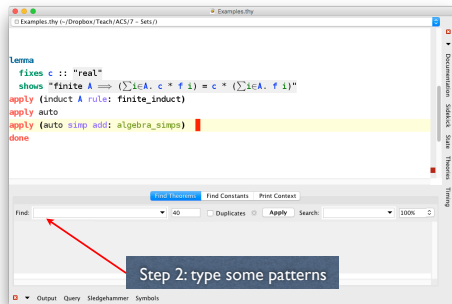 Examples.thy
Examples.thy (~/Dropbox/Teach/ACS/7 - Sets/)
lemma
fixes c :: "real"
shows "finite A ⟹ (∑i∈A. c * f i) = c * (∑i∈A. f i)"
apply (induct A rule: finite_induct)
apply auto
apply (auto simp add: algebra_simps)
done
Documentation
Sidekick
State
Theories
Timing
Find Theorems Find Constants Print Context
Find: 40 Duplicates Apply Search: 100%
Step 2: type some patterns
Output Query Sledgehammer Symbols